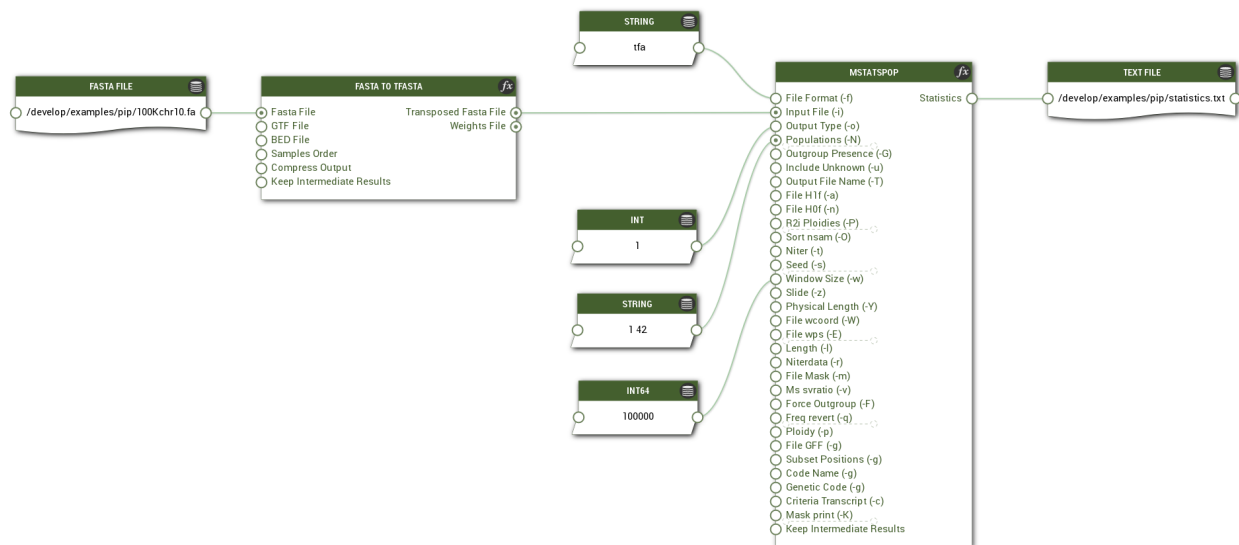 STRING
tfa
FASTA FILE
/develop/examples/pip/100Kchr10.fa
FASTA TO TFASTA
fx
Fasta File
Transposed Fasta File
GTF File
Weights File
BED File
Samples Order
Compress Output
Keep Intermediate Results
INT
1
STRING
1 42
INT64
100000
MSTATSPOP
fx
File Format (-f)
Statistics
Input File (-i)
Output Type (-o)
Populations (-N)
Outgroup Presence (-G)
Include Unknown (-u)
Output File Name (-T)
File H1f (-a)
File H0f (-n)
R2i Ploidies (-P)
Sort nsam (-O)
Niter (-t)
Seed (-s)
Window Size (-w)
Slide (-z)
Physical Length (-Y)
File wcoord (-W)
File wps (-E)
Length (-l)
Niterdata (-r)
File Mask (-m)
Ms svratio (-v)
Force Outgroup (-F)
Freq revert (-q)
Ploidy (-p)
File GFF (-g)
Subset Positions (-g)
Code Name (-g)
Genetic Code (-g)
Criteria Transcript (-c)
Mask print (-K)
Keep Intermediate Results
TEXT FILE
/develop/examples/pip/statistics.txt